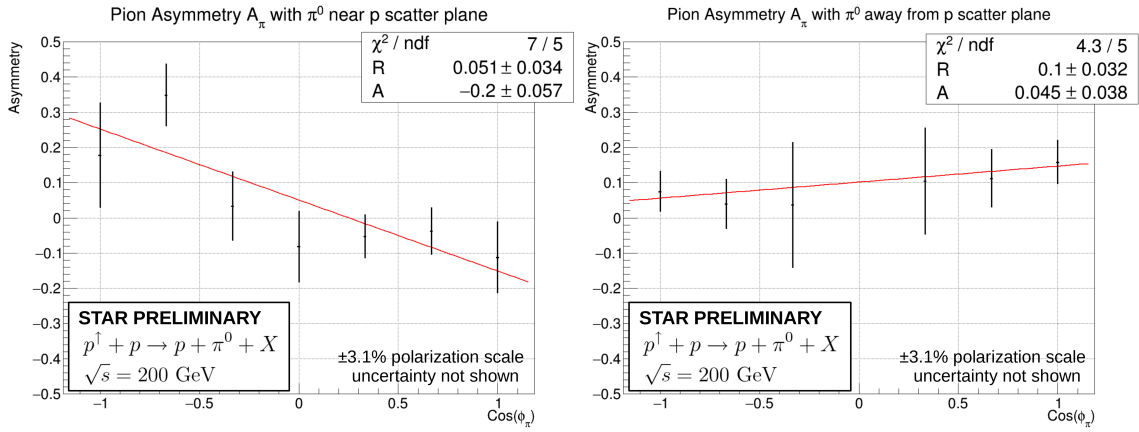 Pion Asymmetry A_π with π⁰ near p scatter plane
χ² / ndf 7 / 5
R 0.051 ± 0.034
A −0.2 ± 0.057
Asymmetry
0.5
0.4
0.3
0.2
0.1
0
−0.1
−0.2
−0.3
−0.4
−0.5
STAR PRELIMINARY
p↑ + p → p + π⁰ + X
√s = 200 GeV
±3.1% polarization scale
uncertainty not shown
−1 −0.5 0 0.5 1
Cos(ϕ_π)
Pion Asymmetry A_π with π⁰ away from p scatter plane
χ² / ndf 4.3 / 5
R 0.1 ± 0.032
A 0.045 ± 0.038
Asymmetry
0.5
0.4
0.3
0.2
0.1
0
−0.1
−0.2
−0.3
−0.4
−0.5
STAR PRELIMINARY
p↑ + p → p + π⁰ + X
√s = 200 GeV
±3.1% polarization scale
uncertainty not shown
−1 −0.5 0 0.5 1
Cos(ϕ_π)